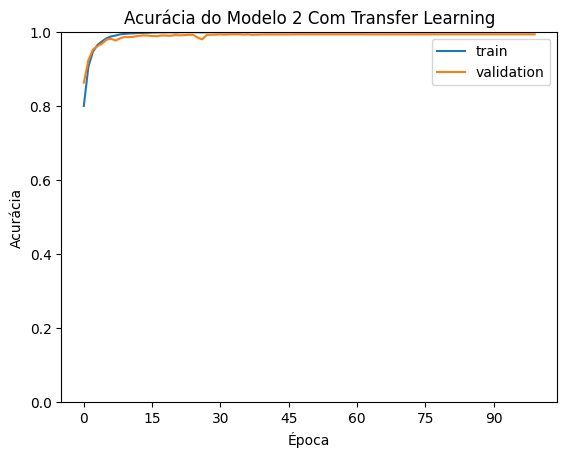 Acurácia do Modelo 2 Com Transfer Learning
train
validation
Acurácia
1.0
0.8
0.6
0.4
0.2
0.0
0 15 30 45 60 75 90
Época